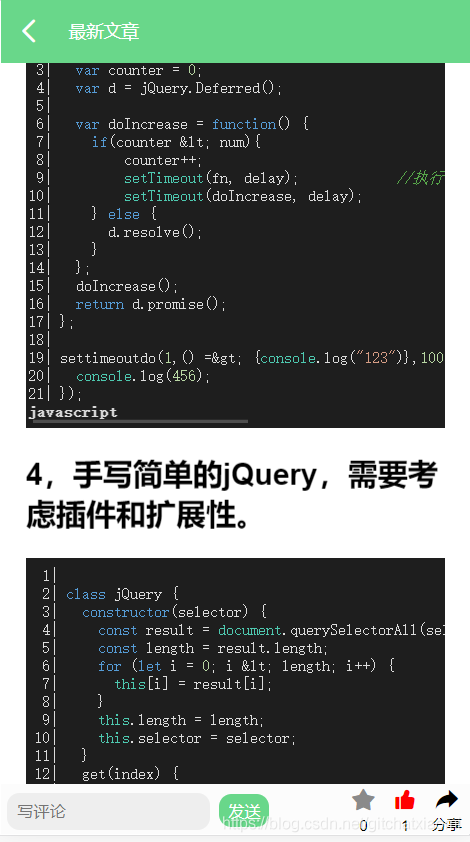 最新文章
3| var counter = 0;
4| var d = jQuery.Deferred();
5|
6| var doIncrease = function() {
7| if(counter &lt; num){
8| counter++;
9| setTimeout(fn, delay); //执行
10| setTimeout(doIncrease, delay);
11| } else {
12| d.resolve();
13| }
14| };
15| doIncrease();
16| return d.promise();
17| };
18|
19| settimeoutdo(1,() =&gt; {console.log("123")},100
20| console.log(456);
21| });
javascript
4，手写简单的jQuery，需要考
虑插件和扩展性。
1|
2| class jQuery {
3| constructor(selector) {
4| const result = document.querySelectorAll(sel
5| const length = result.length;
6| for (let i = 0; i &lt; length; i++) {
7| this[i] = result[i];
8| }
9| this.length = length;
10| this.selector = selector;
11| }
12| get(index) {
写评论
发送
0 1 分享